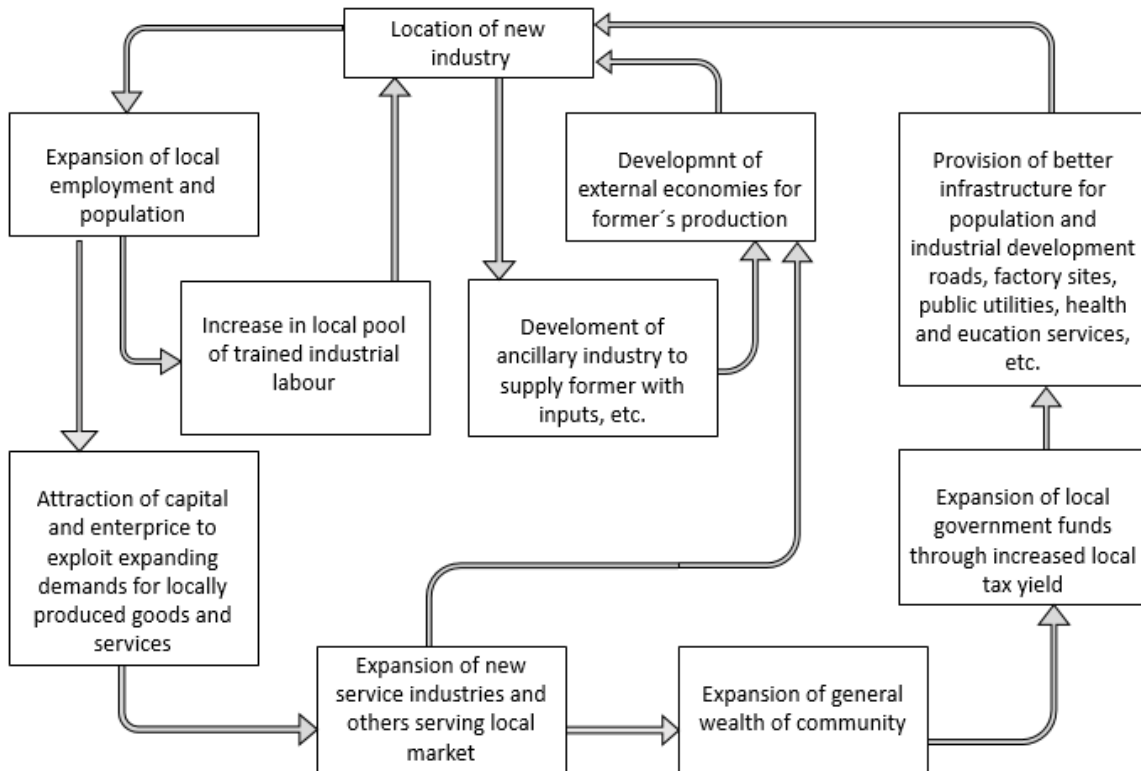 Location of new
industry
Expansion of local
employment and
population
Developmnt of
external economies for
former´s production
Provision of better
infrastructure for
population and
industrial development
roads, factory sites,
public utilities, health
and eucation services,
etc.
Increase in local pool
of trained industrial
labour
Develoment of
ancillary industry to
supply former with
inputs, etc.
Attraction of capital
and enterprice to
exploit expanding
demands for locally
produced goods and
services
Expansion of local
government funds
through increased local
tax yield
Expansion of new
service industries and
others serving local
market
Expansion of general
wealth of community